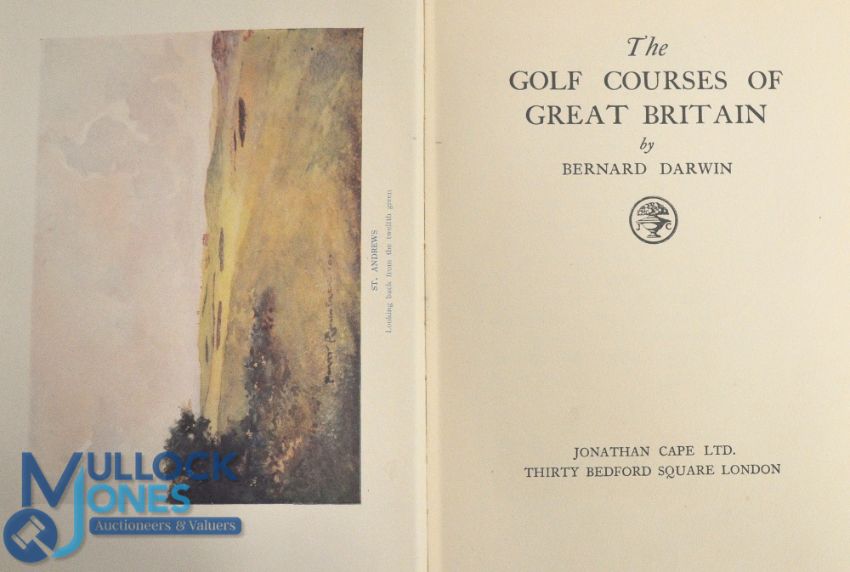 ST. ANDREWS
Looking back from the twelfth green
The
GOLF COURSES OF
GREAT BRITAIN
by
BERNARD DARWIN
JC
JONATHAN CAPE LTD.
THIRTY BEDFORD SQUARE LONDON
MULLOCK
JONES
Auctioneers & Valuers